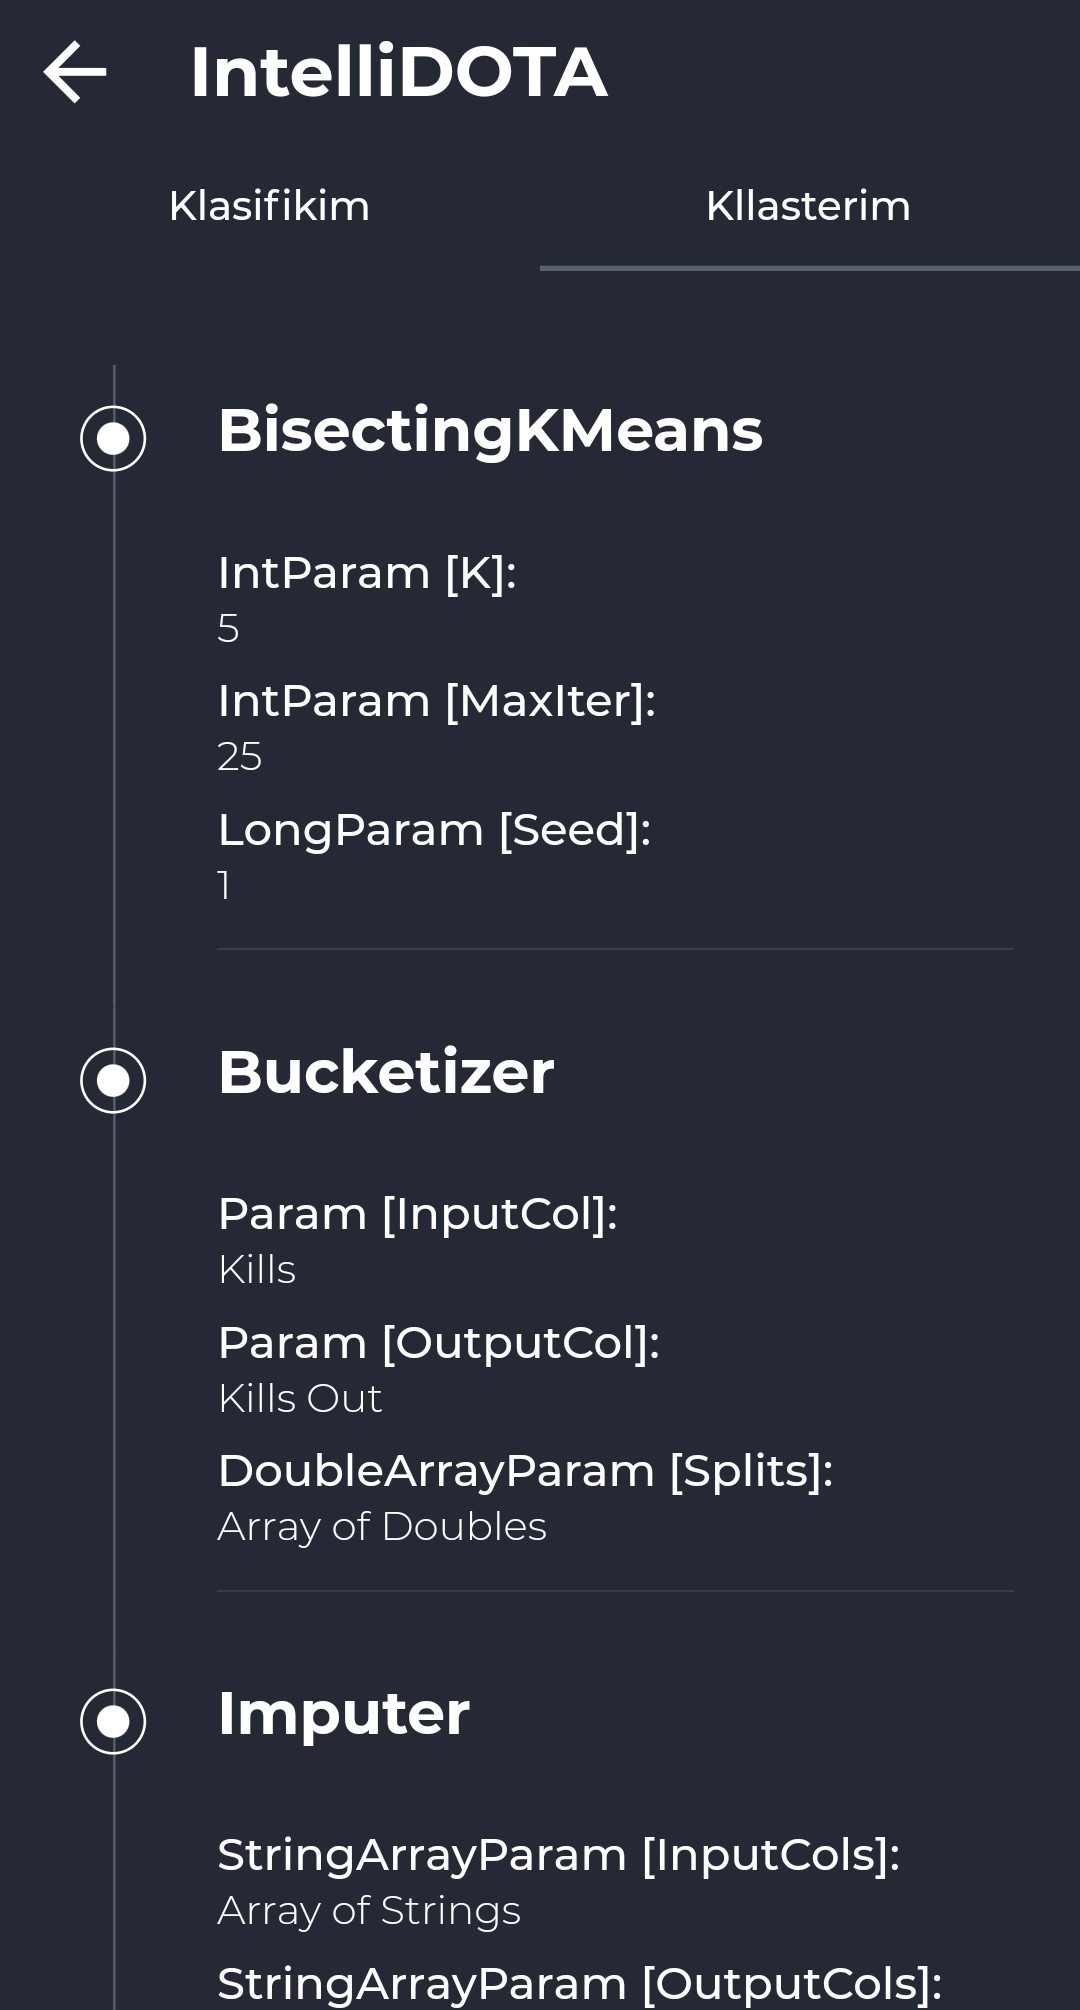 IntelliDOTA
Klasifikim
Kllasterim
BisectingKMeans
IntParam [K]:
5
IntParam [MaxIter]:
25
LongParam [Seed]:
1
Bucketizer
Param [InputCol]:
Kills
Param [OutputCol]:
Kills Out
DoubleArrayParam [Splits]:
Array of Doubles
Imputer
StringArrayParam [InputCols]:
Array of Strings
StringArrayParam [OutputCols]: